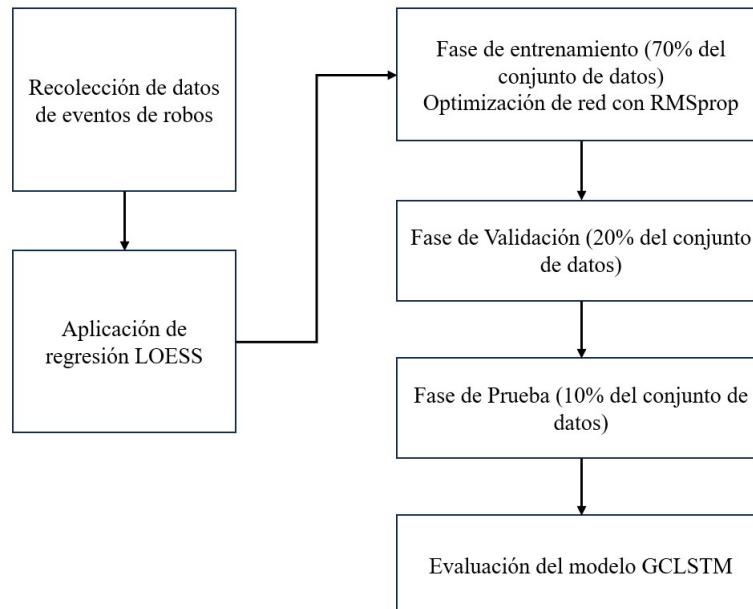 Recolección de datos
de eventos de robos
Aplicación de
regresión LOESS
Fase de entrenamiento (70% del
conjunto de datos)
Optimización de red con RMSprop
Fase de Validación (20% del conjunto
de datos)
Fase de Prueba (10% del conjunto de
datos)
Evaluación del modelo GCLSTM